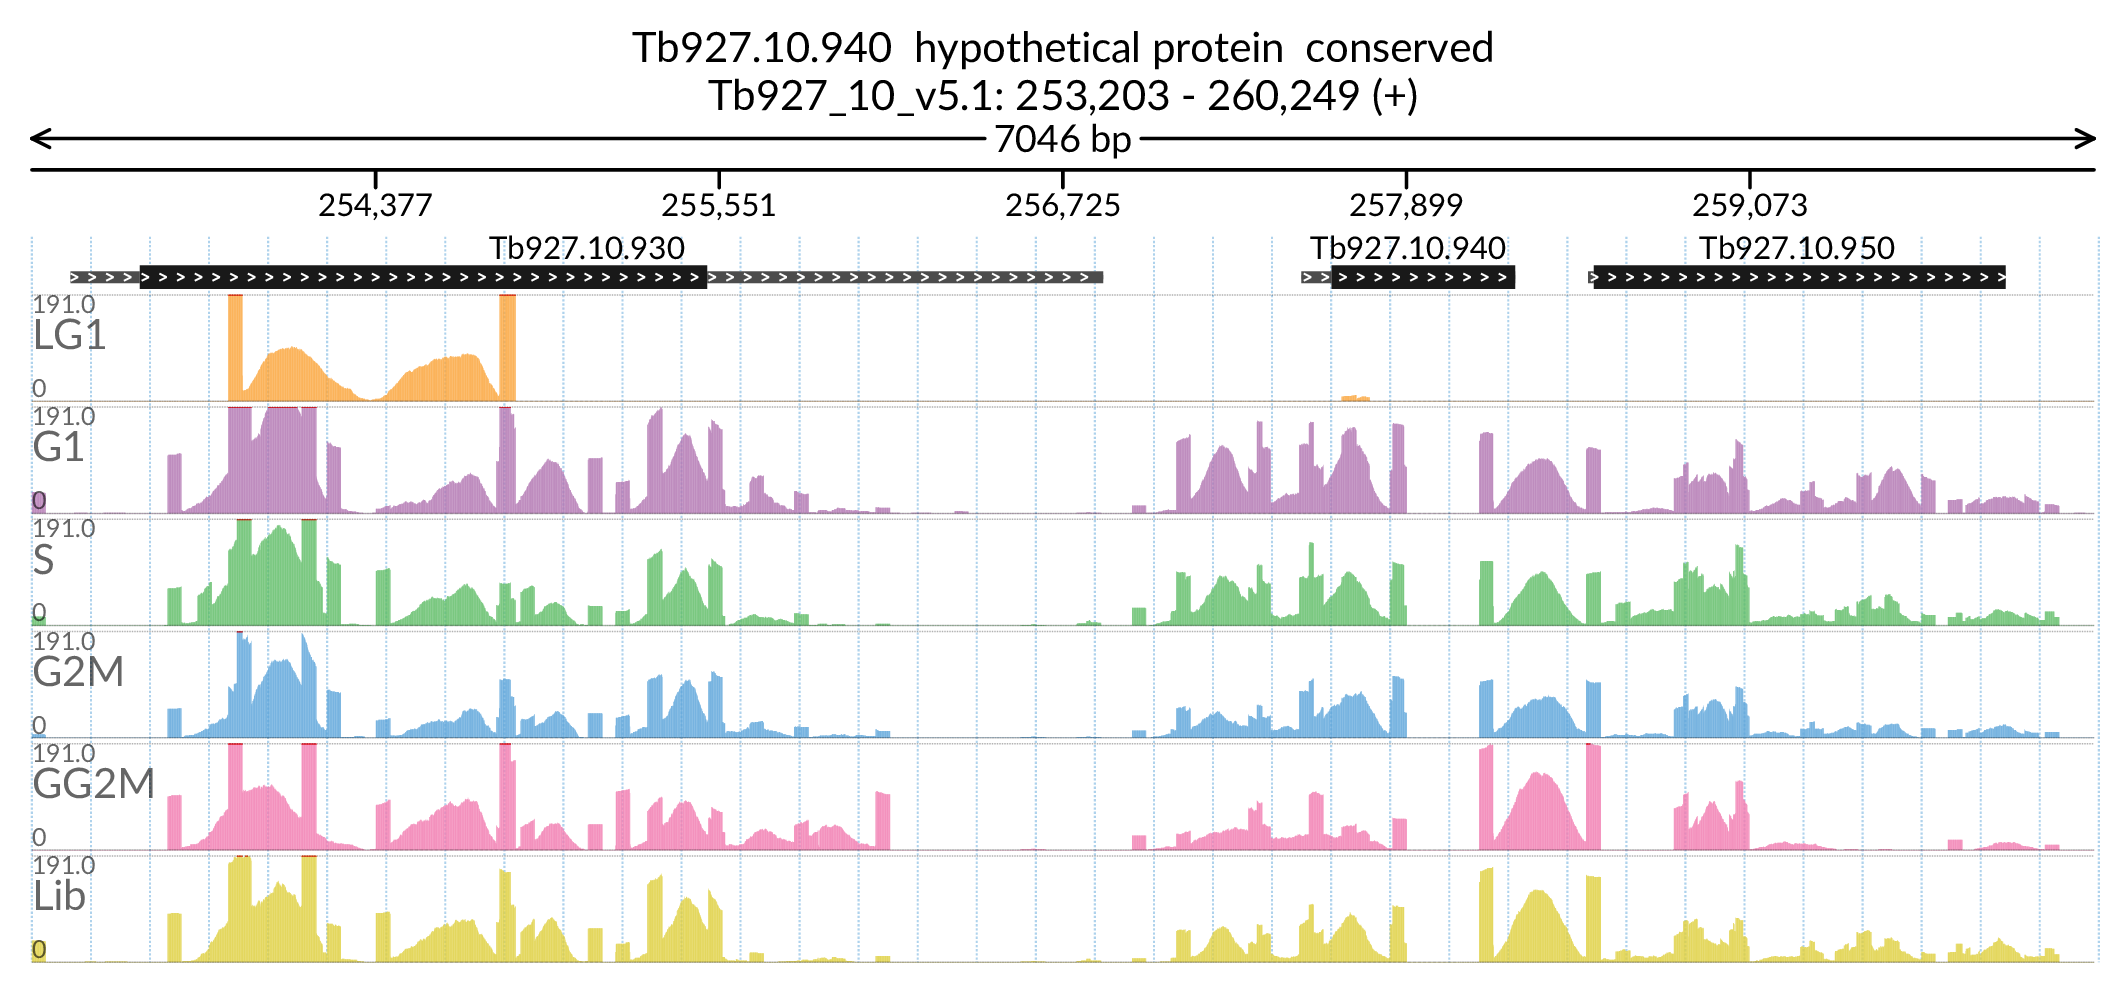 Tb927.10.940  hypothetical protein  conserved
Tb927_10_v5.1: 253,203 - 260,249 (+)
7046 bp
254,377 255,551 256,725 257,899 259,073
Tb927.10.930 Tb927.10.940 Tb927.10.950
191.0
LG1
0
191.0
G1
0
191.0
S
0
191.0
G2M
0
191.0
GG2M
0
191.0
Lib
0